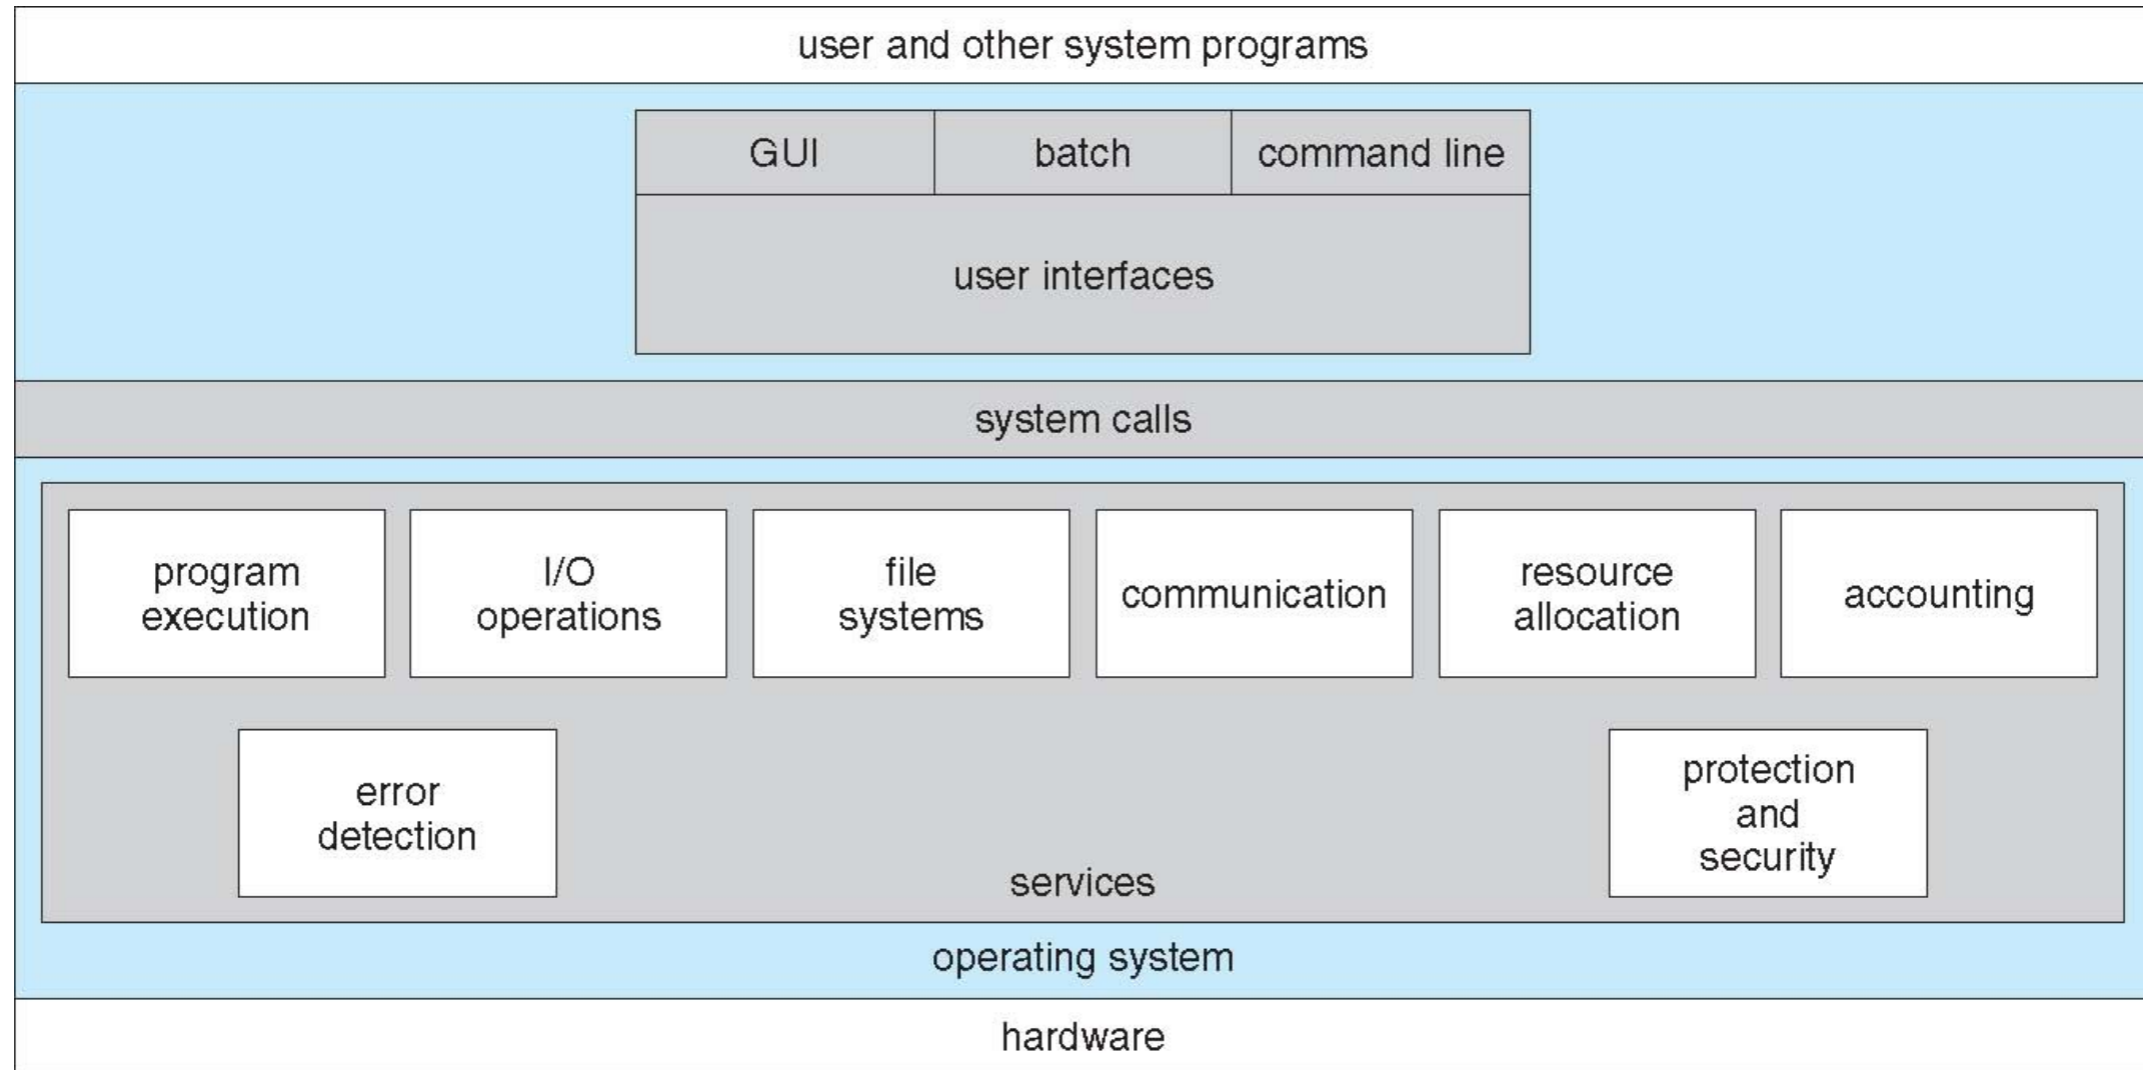 user and other system programs
GUI
batch
command line
user interfaces
system calls
program
execution
I/O
operations
file
systems
communication
resource
allocation
accounting
error
detection
protection
and
security
services
operating system
hardware